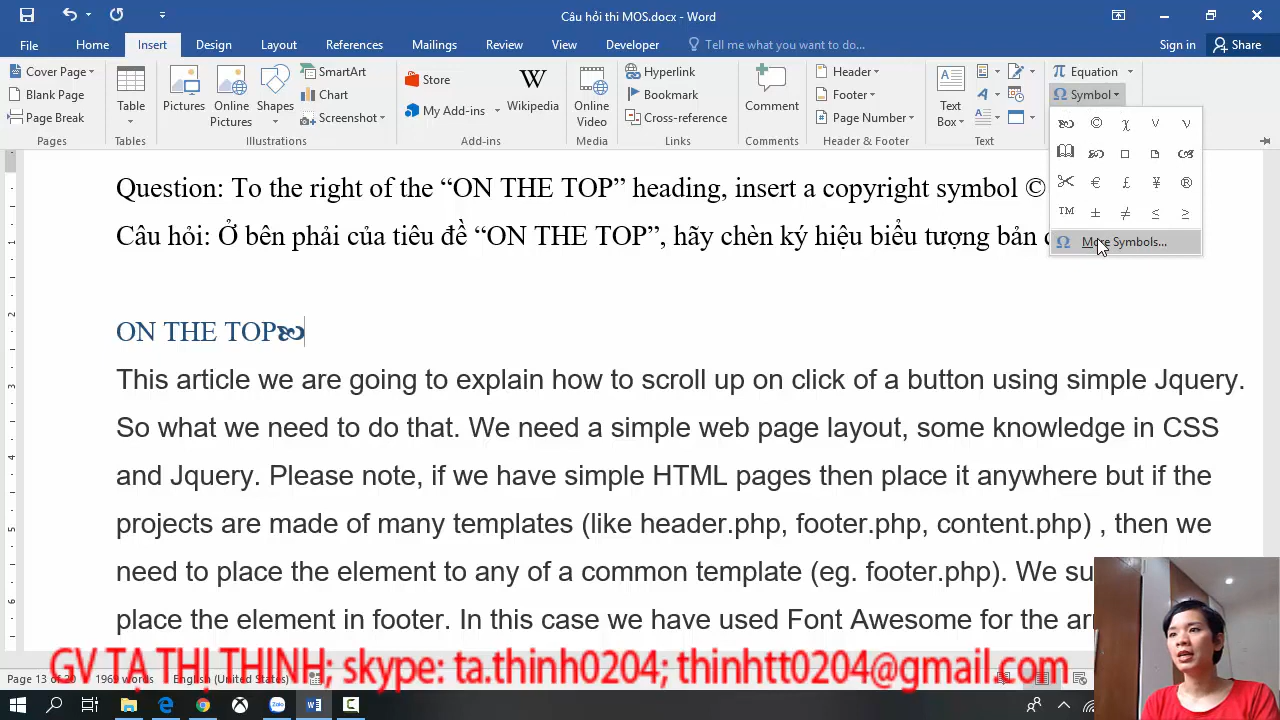 Câu hỏi thi MOS.docx - Word
File Home Insert Design Layout References Mailings Review View Developer Tell me what you want to do... Sign in Share
Cover Page
Blank Page
Page Break
Pages
Table
Tables
Pictures
Online Pictures
Shapes
SmartArt
Chart
Screenshot
Illustrations
Store
My Add-ins
Wikipedia
Add-ins
Online Video
Media
Hyperlink
Bookmark
Cross-reference
Links
Comment
Comments
Header
Footer
Page Number
Header & Footer
Text Box
Text
π Equation
Ω Symbol
© χ
€ £ ¥ ®
™ ± ≠ ≤ ≥
Ω More Symbols...
Question: To the right of the “ON THE TOP” heading, insert a copyright symbol ©
Câu hỏi: Ở bên phải của tiêu đề “ON THE TOP”, hãy chèn ký hiệu biểu tượng bản
ON THE TOP
This article we are going to explain how to scroll up on click of a button using simple Jquery.
So what we need to do that. We need a simple web page layout, some knowledge in CSS
and Jquery. Please note, if we have simple HTML pages then place it anywhere but if the
projects are made of many templates (like header.php, footer.php, content.php) , then we
need to place the element to any of a common template (eg. footer.php). We
place the element in footer. In this case we have used Font Awesome for the
GV TẠ THỊ THỊNH; skype: ta.thinh0204; thinhtt0204@gmail.com
Page 13 of 1969 words English (United States)